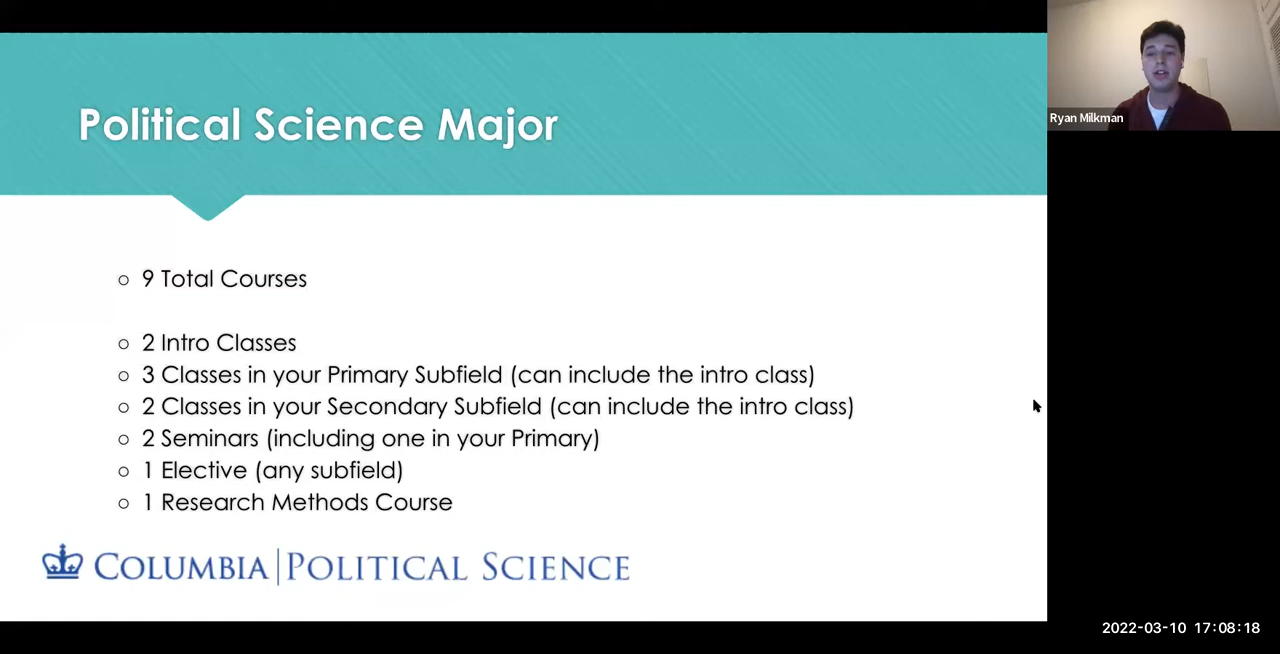 Political Science Major
Ryan Milkman
○ 9 Total Courses
○ 2 Intro Classes
○ 3 Classes in your Primary Subfield (can include the intro class)
○ 2 Classes in your Secondary Subfield (can include the intro class)
○ 2 Seminars (including one in your Primary)
○ 1 Elective (any subfield)
○ 1 Research Methods Course
COLUMBIA | POLITICAL SCIENCE
2022-03-10 17:08:18